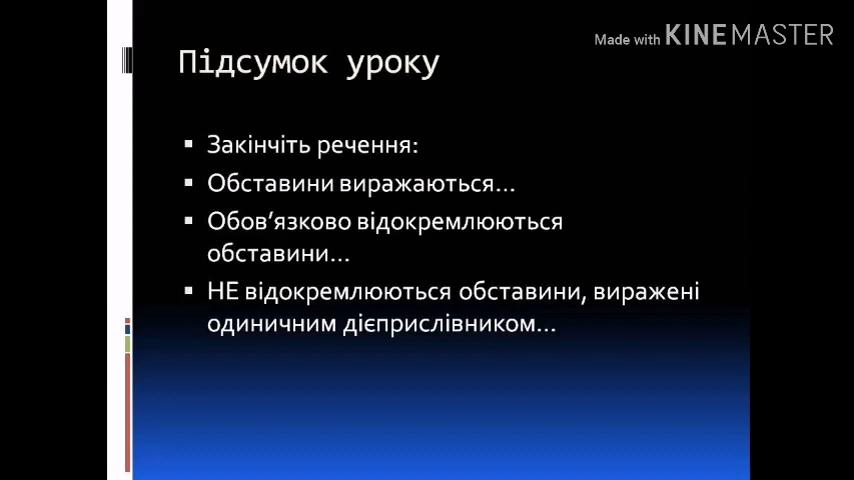 Made with KINEMASTER
Підсумок уроку
▪ Закінчіть речення:
▪ Обставини виражаються...
▪ Обов’язково відокремлюються
обставини...
▪ НЕ відокремлюються обставини, виражені
одиничним дієприслівником...